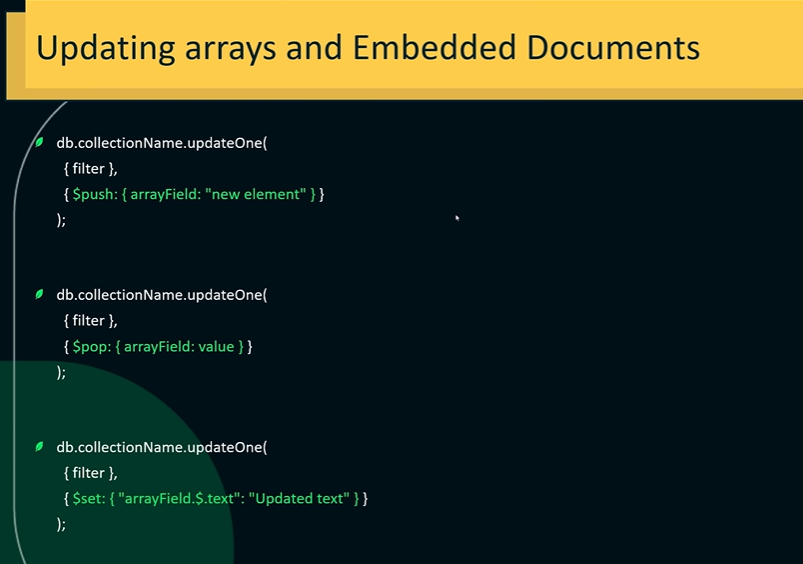 Updating arrays and Embedded Documents
db.collectionName.updateOne(
{ filter },
{ $push: { arrayField: "new element" } }
);
db.collectionName.updateOne(
{ filter },
{ $pop: { arrayField: value } }
);
db.collectionName.updateOne(
{ filter },
{ $set: { "arrayField.$.text": "Updated text" } }
);